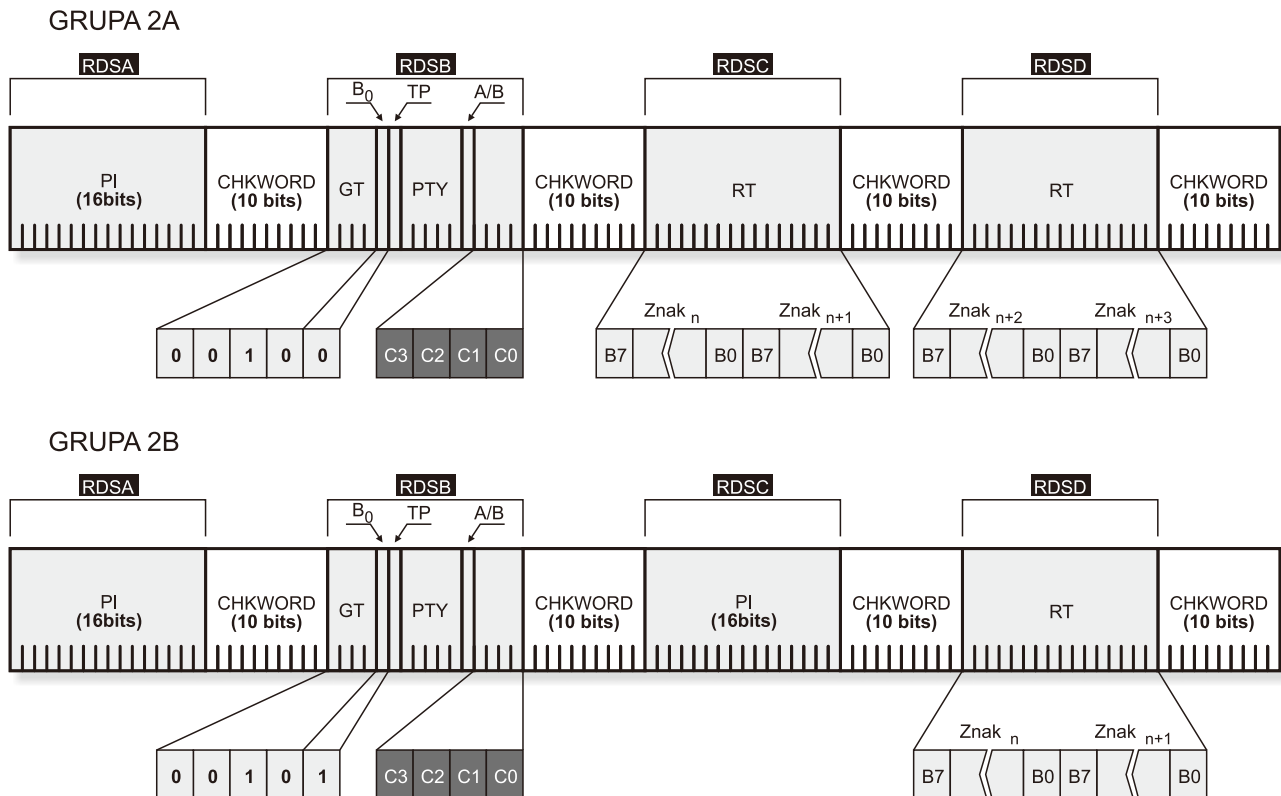 GRUPA 2A
RDSA RDSB RDSC RDSD
B0 TP A/B
PI (16bits)
CHKWORD (10 bits)
GT
PTY
CHKWORD (10 bits)
RT
CHKWORD (10 bits)
RT
CHKWORD (10 bits)
0 0 1 0 0
C3 C2 C1 C0
Znak n Znak n+1
B7 B0 B7 B0
Znak n+2 Znak n+3
B7 B0 B7 B0
GRUPA 2B
RDSA RDSB RDSC RDSD
B0 TP A/B
PI (16bits)
CHKWORD (10 bits)
GT
PTY
CHKWORD (10 bits)
PI (16bits)
CHKWORD (10 bits)
RT
CHKWORD (10 bits)
0 0 1 0 1
C3 C2 C1 C0
Znak n Znak n+1
B7 B0 B7 B0